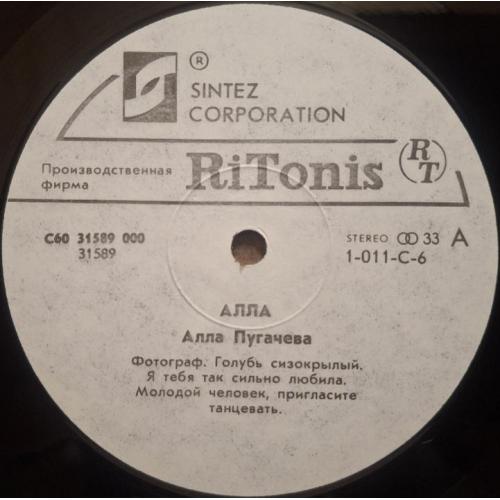 ®
SINTEZ
CORPORATION
Производственная
фирма
RiTonis
RT
С60 31589 000
31589
STEREO 33 A
1-011-С-6
АЛЛА
Алла Пугачева
Фотограф. Голубь сизокрылый.
Я тебя так сильно любила.
Молодой человек, пригласите
танцевать.